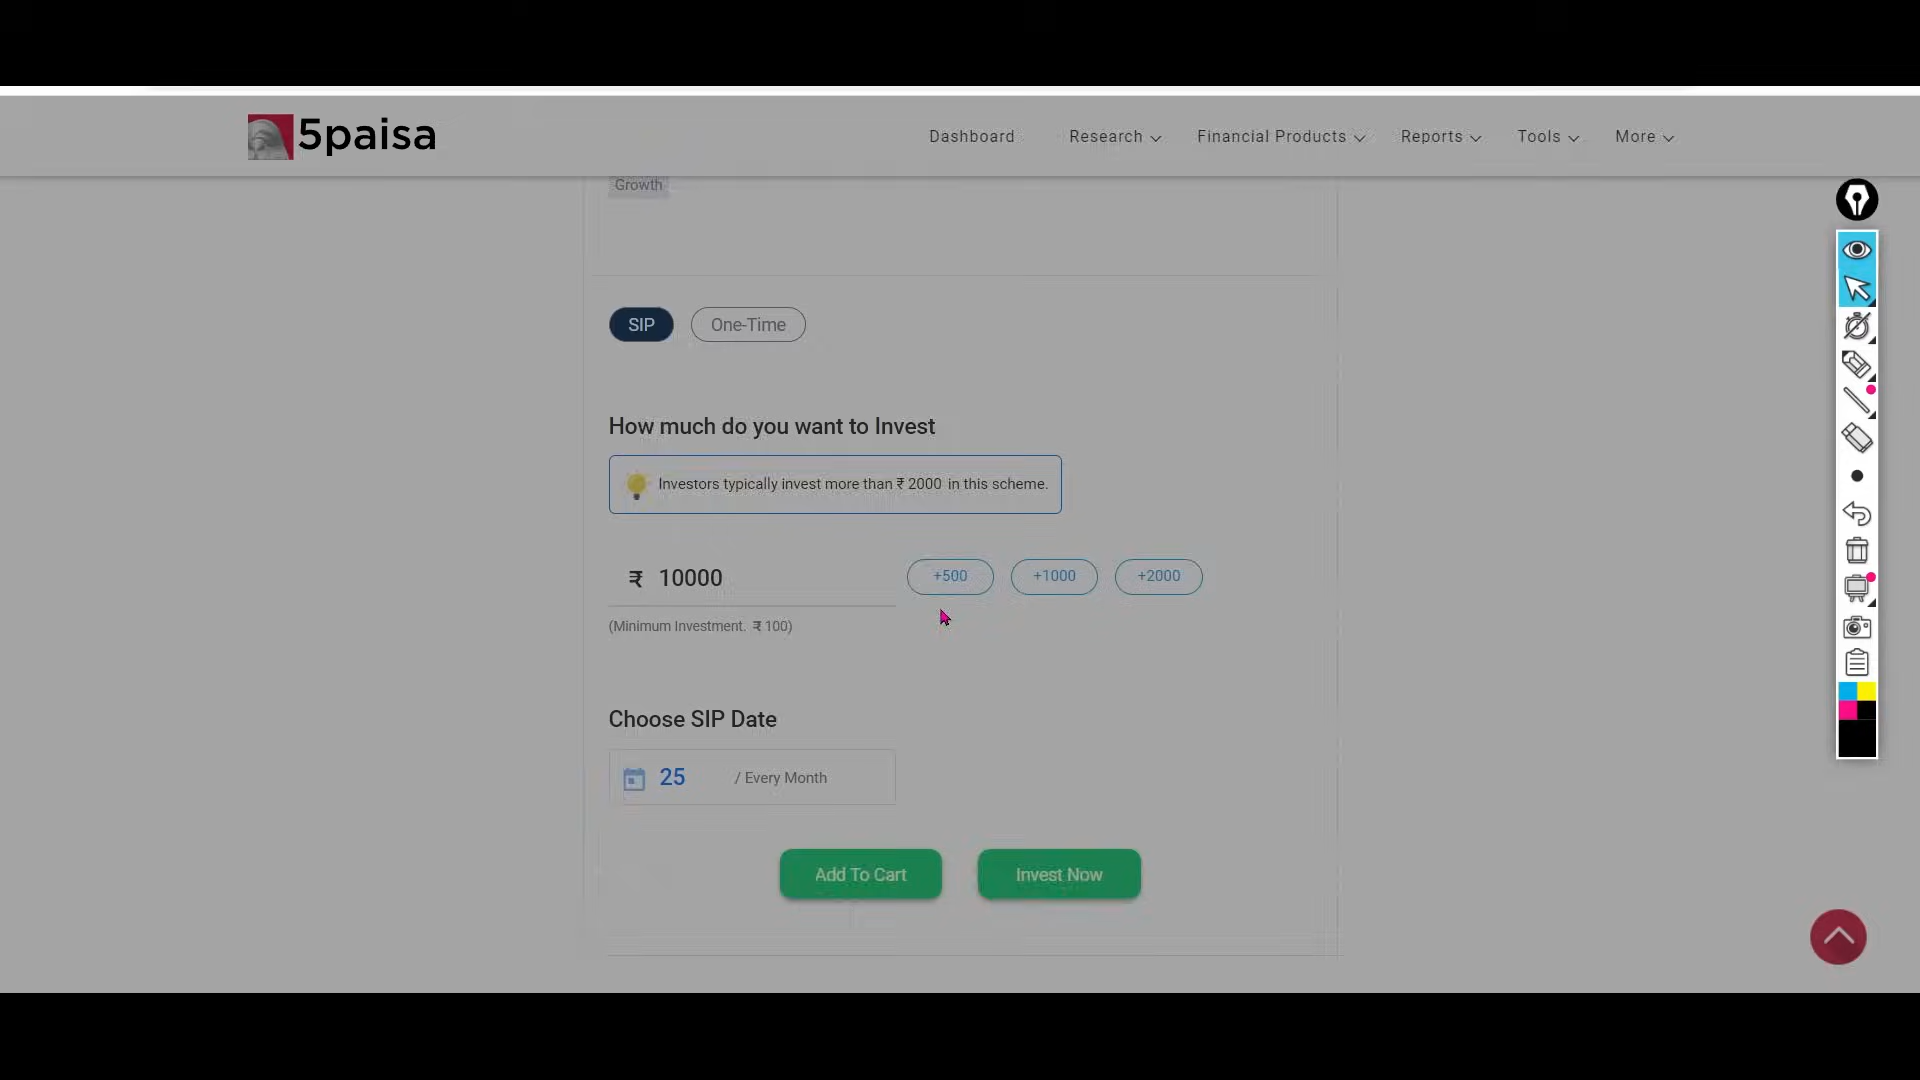 5paisa
Dashboard Research Financial Products Reports Tools More
Growth
SIP One-Time
How much do you want to Invest
Investors typically invest more than ₹ 2000 in this scheme.
₹ 10000 +500 +1000 +2000
(Minimum Investment. ₹ 100)
Choose SIP Date
25 / Every Month
Add To Cart Invest Now